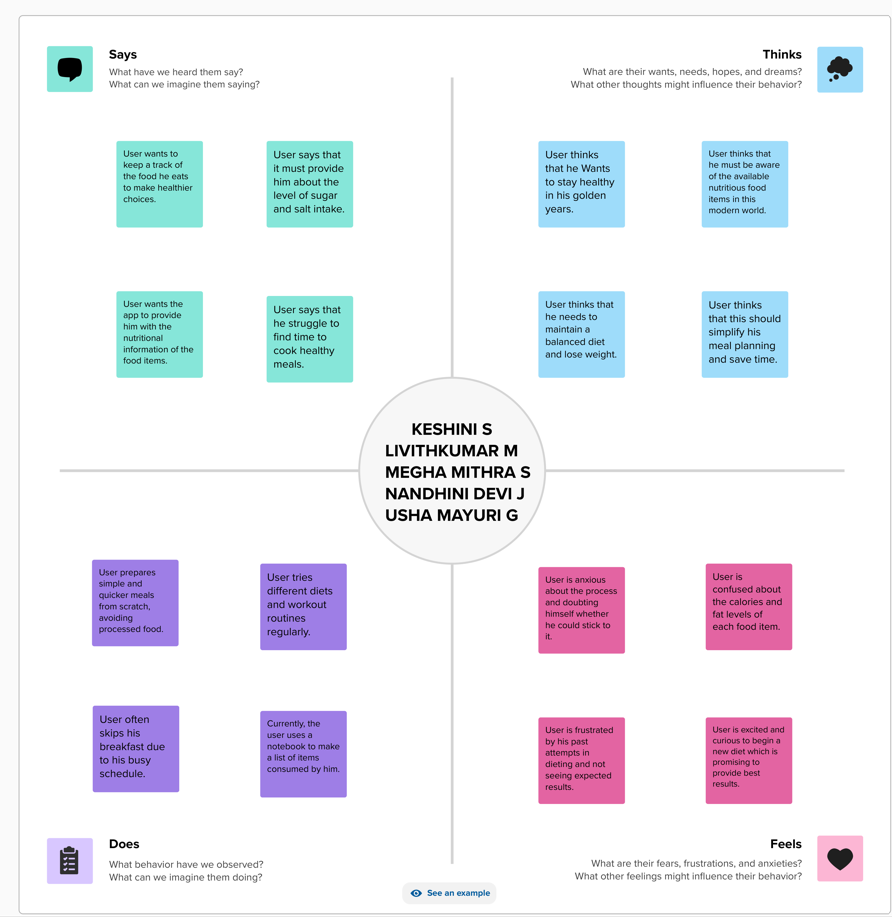 Says
What have we heard them say?
What can we imagine them saying?
Thinks
What are their wants, needs, hopes, and dreams?
What other thoughts might influence their behavior?
User wants to
keep a track of
the food he eats
to make healthier
choices.
User says that
it must provide
him about the
level of sugar
and salt intake.
User thinks
that he Wants
to stay healthy
in his golden
years.
User thinks that
he must be aware
of the available
nutritious food
items in this
modern world.
User wants the
app to provide
him with the
nutritional
information of the
food items.
User says that
he struggle to
find time to
cook healthy
meals.
User thinks that
he needs to
maintain a
balanced diet
and lose weight.
User thinks
that this should
simplify his
meal planning
and save time.
KESHINI S
LIVITHKUMAR M
MEGHA MITHRA S
NANDHINI DEVI J
USHA MAYURI G
User prepares
simple and
quicker meals
from scratch,
avoiding
processed food.
User tries
different diets
and workout
routines
regularly.
User is anxious
about the process
and doubting
himself whether
he could stick to
it.
User is
confused about
the calories and
fat levels of
each food item.
User often
skips his
breakfast due
to his busy
schedule.
Currently, the
user uses a
notebook to make
a list of items
consumed by him.
User is frustrated
by his past
attempts in
dieting and not
seeing expected
results.
User is excited and
curious to begin a
new diet which is
promising to
provide best
results.
Does
What behavior have we observed?
What can we imagine them doing?
Feels
What are their fears, frustrations, and anxieties?
What other feelings might influence their behavior?
See an example